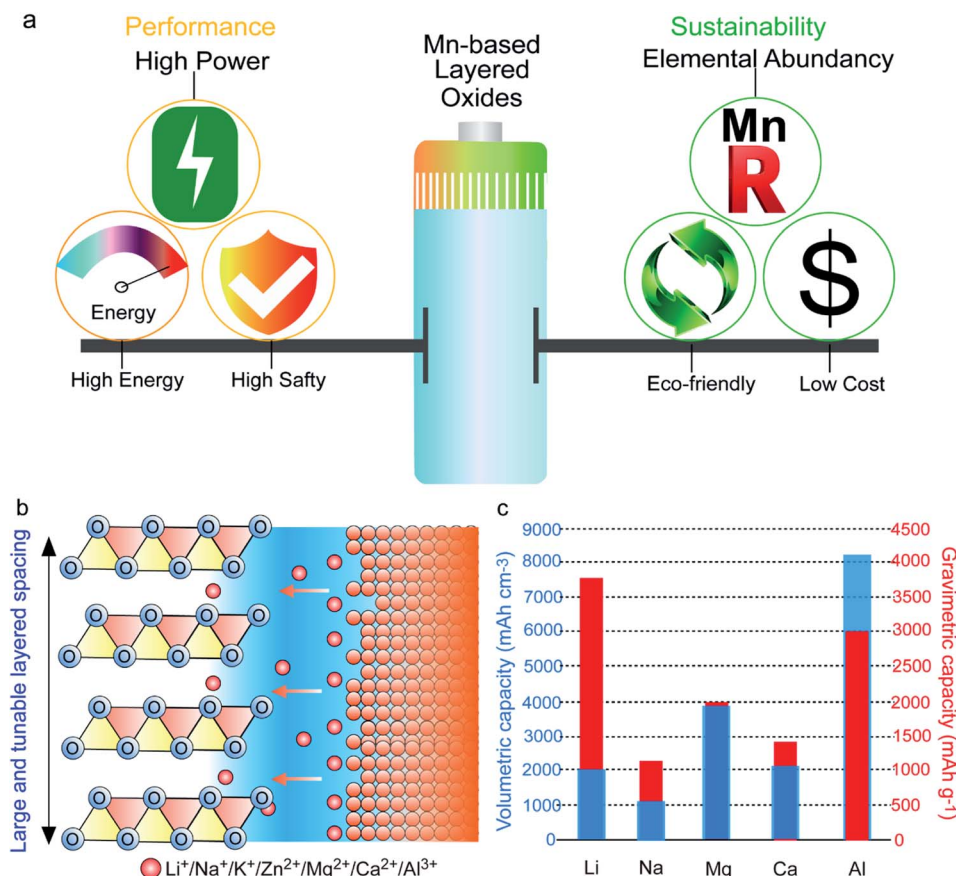 a
Performance
High Power
Energy
High Energy
High Safty
Mn-based
Layered
Oxides
Sustainability
Elemental Abundancy
Mn
R
$
Eco-friendly
Low Cost
b
Large and tunable layered spacing
O O O O
O O O O
O O O O
O O O O
O O O O
O O O O
O O O O
O O O O
Li⁺/Na⁺/K⁺/Zn²⁺/Mg²⁺/Ca²⁺/Al³⁺
c
Volumetric capacity (mAh cm-3)
9000
8000
7000
6000
5000
4000
3000
2000
1000
0
4500
4000
3500
3000
2500
2000
1500
1000
500
0
Gravimetric capacity (mAh g-1)
Li Na Mg Ca Al